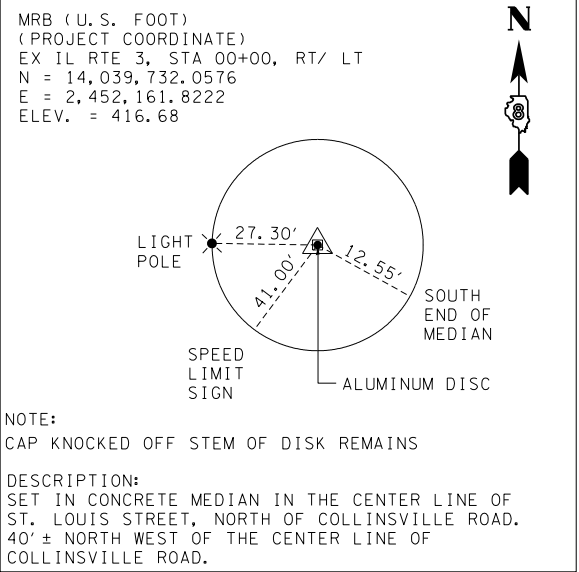 MRB (U.S. FOOT)
(PROJECT COORDINATE)
EX IL RTE 3, STA 00+00, RT/ LT
N = 14,039,732.0576
E = 2,452,161.8222
ELEV. = 416.68
N
8
LIGHT
POLE
27.30'
41.00'
12.55'
SOUTH
END OF
MEDIAN
SPEED
LIMIT
SIGN
ALUMINUM DISC
NOTE:
CAP KNOCKED OFF STEM OF DISK REMAINS
DESCRIPTION:
SET IN CONCRETE MEDIAN IN THE CENTER LINE OF
ST. LOUIS STREET, NORTH OF COLLINSVILLE ROAD.
40'± NORTH WEST OF THE CENTER LINE OF
COLLINSVILLE ROAD.